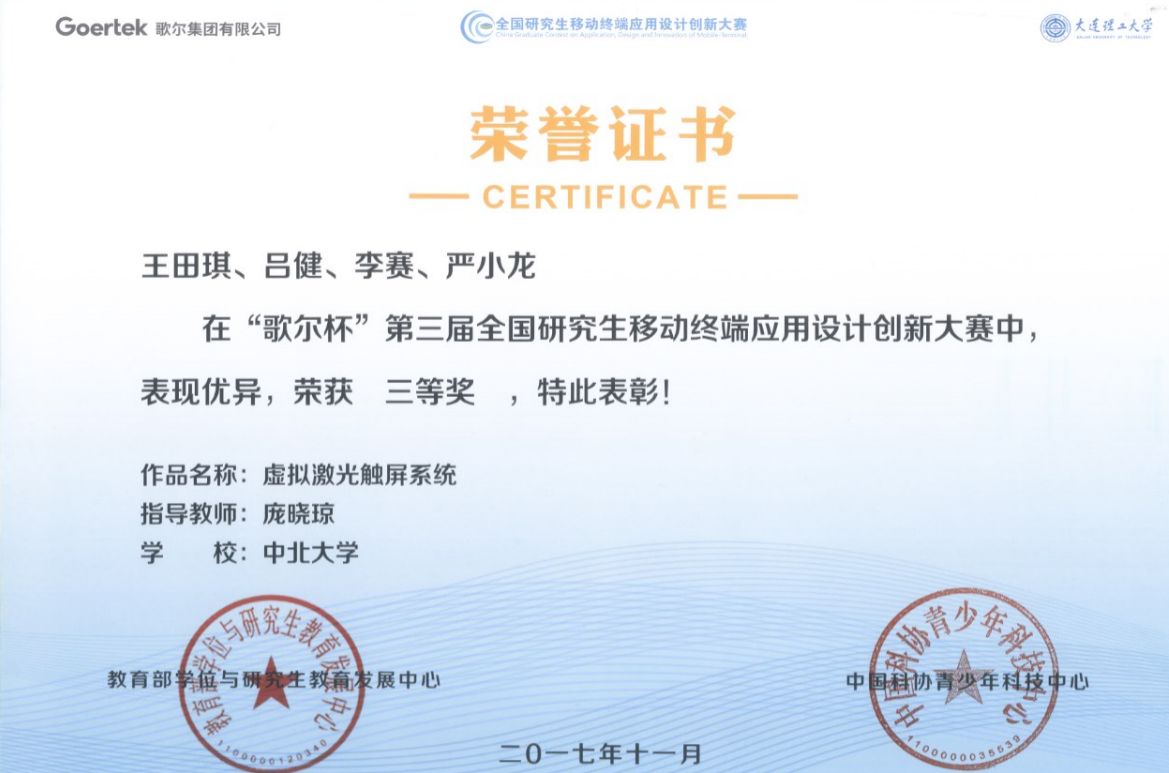 Goertek 歌尔集团有限公司
全国研究生移动终端应用设计创新大赛
China Graduate Contest on Application, Design and Innovation of Mobile-Terminal
大连理工大学
DALIAN UNIVERSITY OF TECHNOLOGY
荣誉证书
CERTIFICATE
王田琪、吕健、李赛、严小龙
在“歌尔杯”第三届全国研究生移动终端应用设计创新大赛中,
表现优异,荣获 三等奖 ,特此表彰!
作品名称:虚拟激光触屏系统
指导教师:庞晓琼
学 校:中北大学
教育部学位与研究生教育发展中心
1100000120340
教育部学位与研究生教育发展中心
中国科协青少年科技中心
1100000035539
中国科协青少年科技中心
二〇一七年十一月